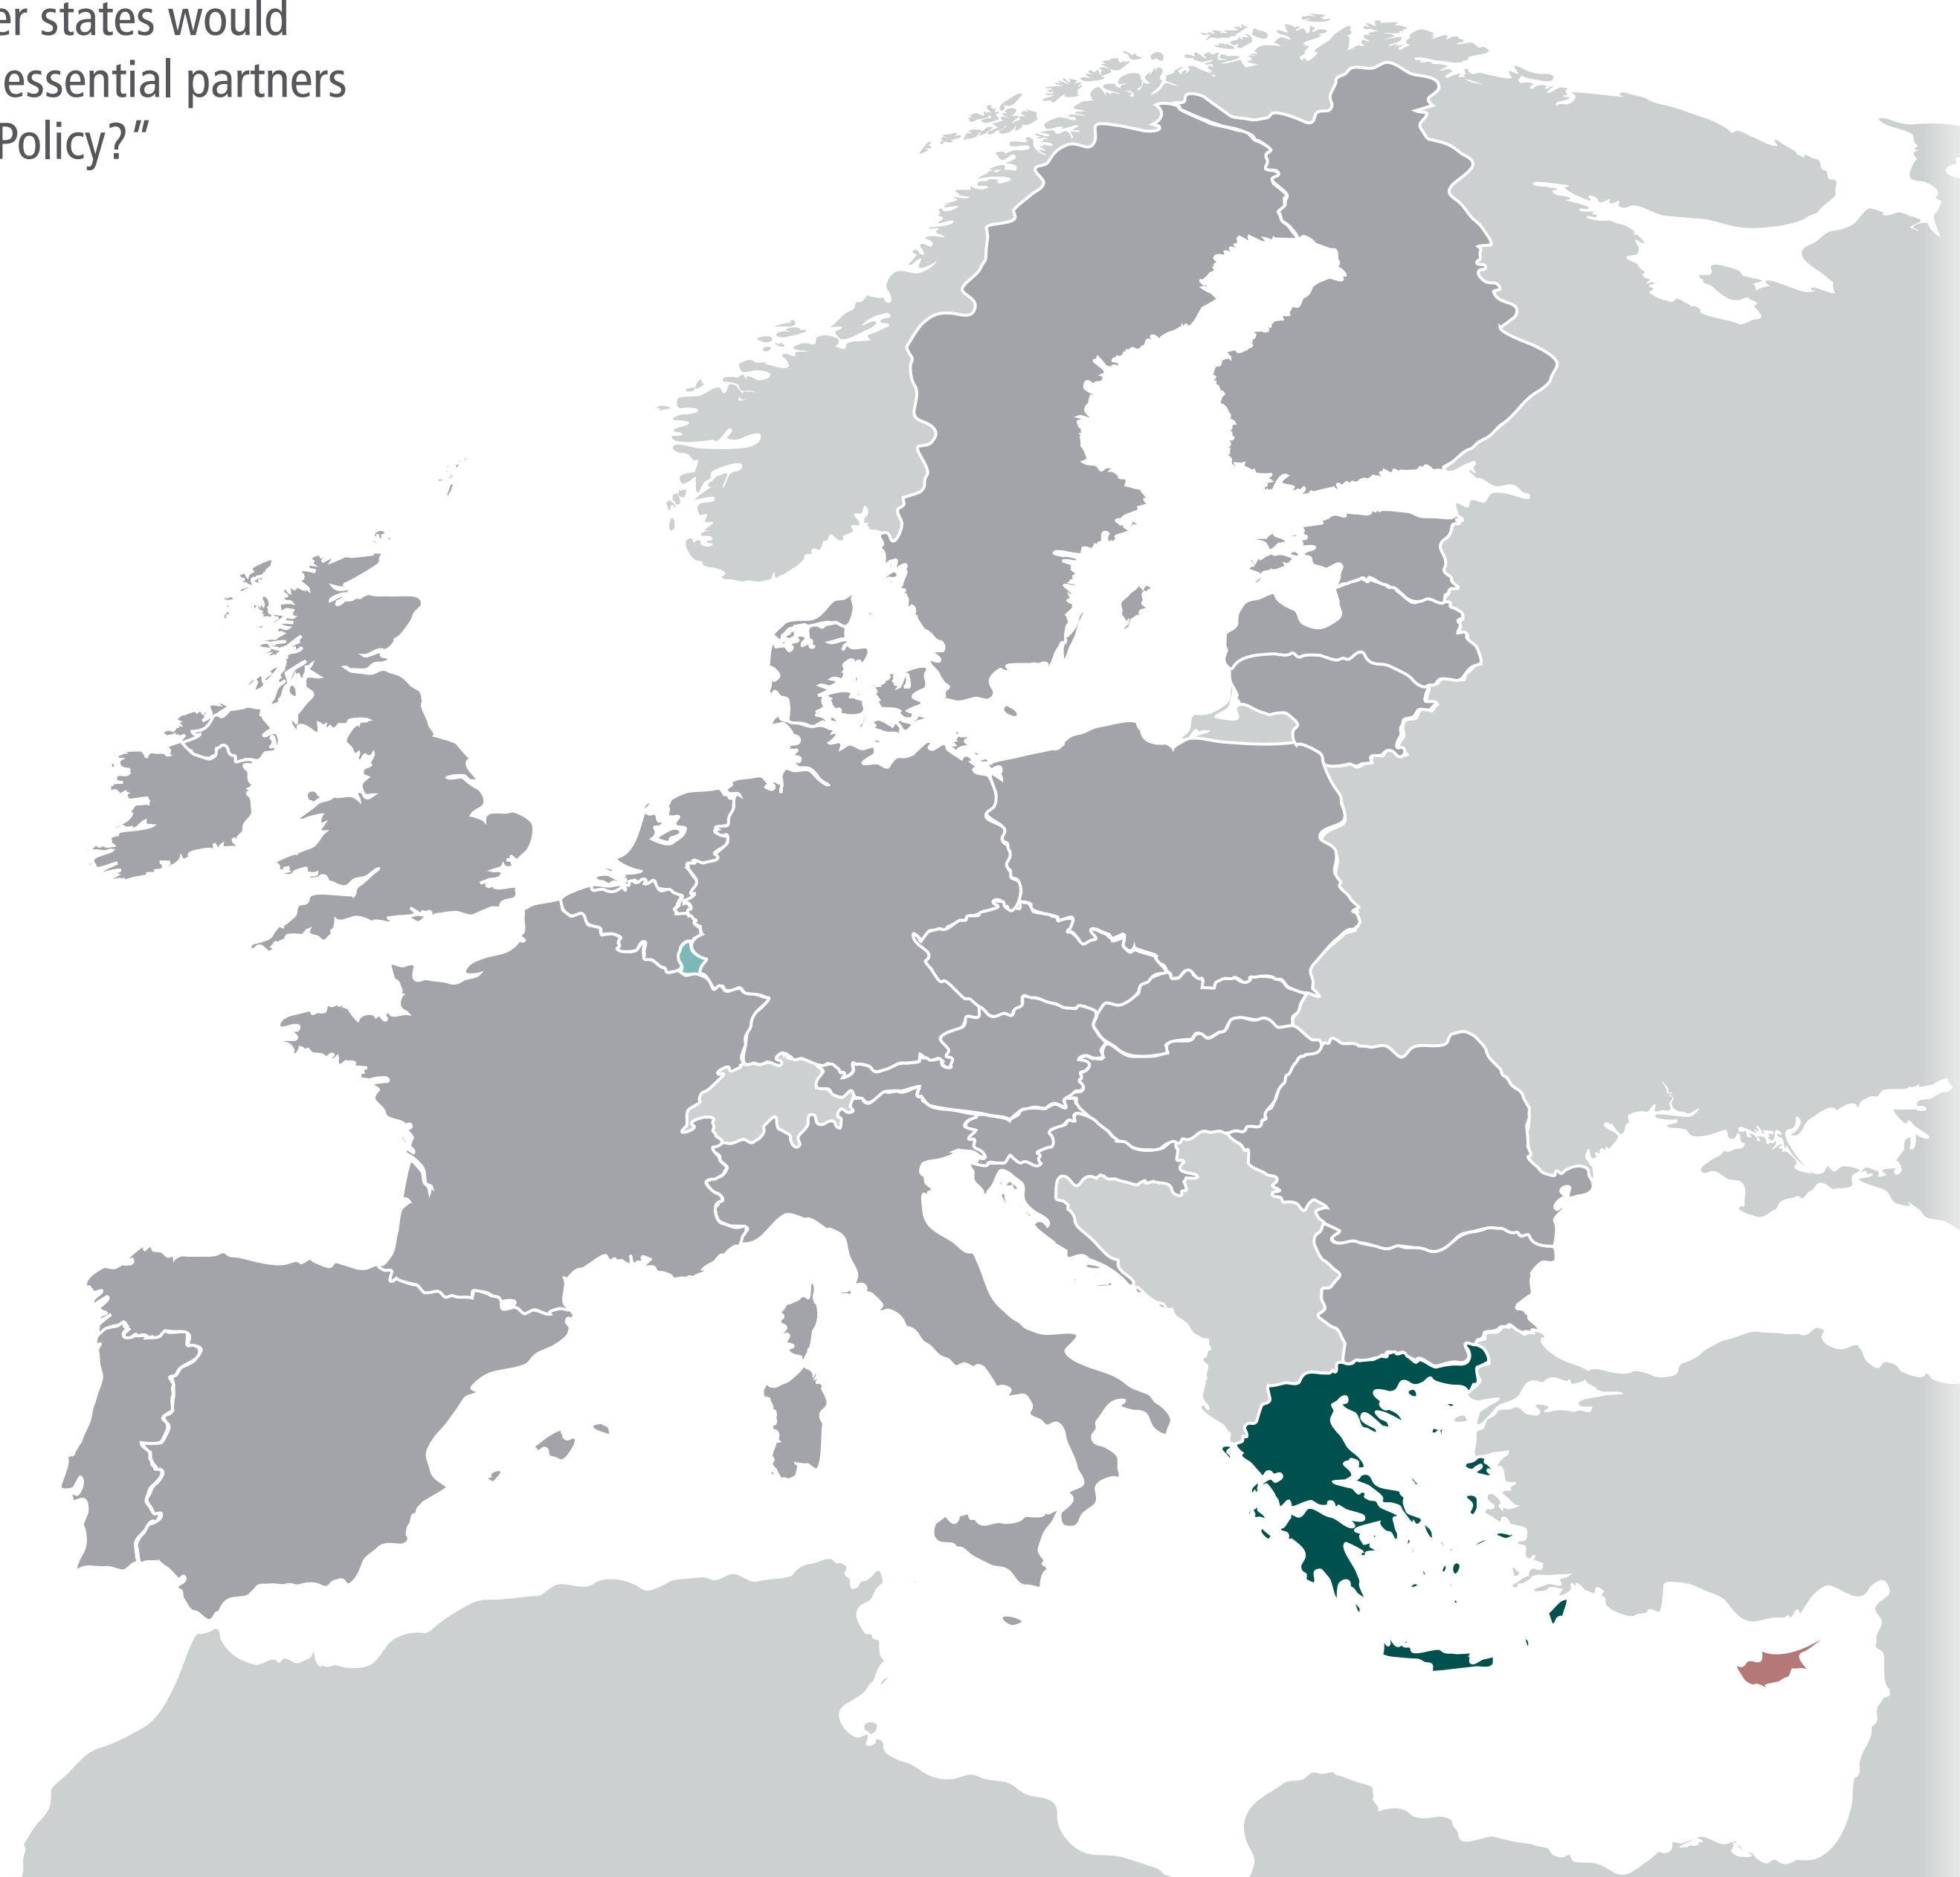 er states would
essential partners
Policy?”